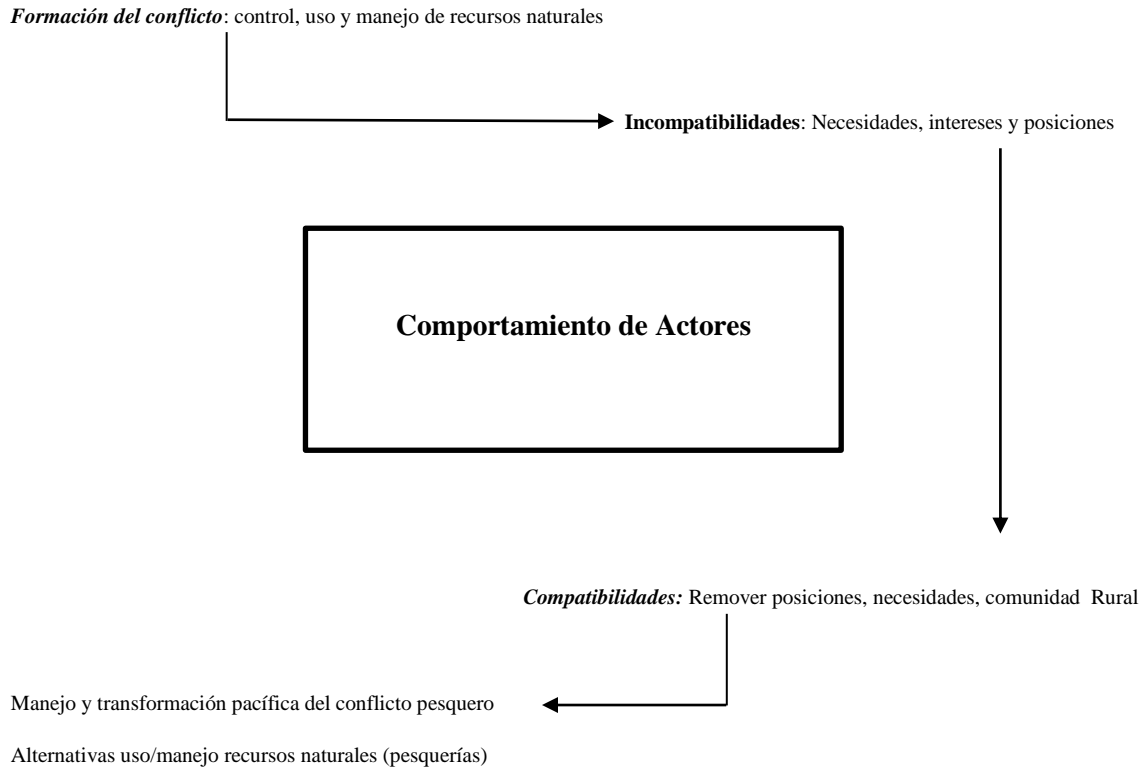 Formación del conflicto: control, uso y manejo de recursos naturales
Incompatibilidades: Necesidades, intereses y posiciones
Comportamiento de Actores
Compatibilidades: Remover posiciones, necesidades, comunidad Rural
Manejo y transformación pacífica del conflicto pesquero
Alternativas uso/manejo recursos naturales (pesquerías)